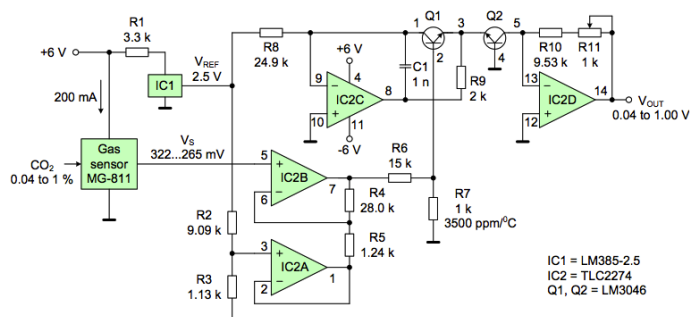 R1
3.3 k
+6 V
IC1
VREF
2.5 V
200 mA
R8
24.9 k
1
Q1
3
2
Q2
5
4
R10
9.53 k
R11
1 k
+6 V
4
9
−
IC2C
8
10
+
11
-6 V
C1
1 n
R9
2 k
13
−
IC2D
14
12
+
VOUT
0.04 to 1.00 V
CO2
0.04 to 1 %
Gas
sensor
MG-811
VS
322...265 mV
5
+
IC2B
7
6
−
R6
15 k
R4
28.0 k
R7
1 k
3500 ppm/⁰C
R2
9.09 k
R5
1.24 k
3
+
IC2A
1
2
−
R3
1.13 k
IC1 = LM385-2.5
IC2 = TLC2274
Q1, Q2 = LM3046